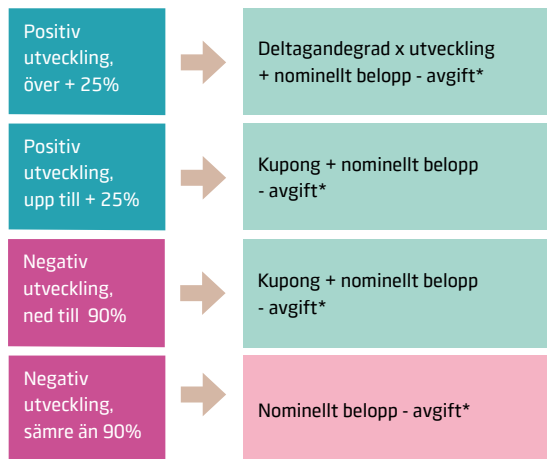 Positiv
utveckling,
över + 25%
Deltagandegrad x utveckling
+ nominellt belopp - avgift*
Positiv
utveckling,
upp till + 25%
Kupong + nominellt belopp
- avgift*
Negativ
utveckling,
ned till 90%
Kupong + nominellt belopp
- avgift*
Negativ
utveckling,
sämre än 90%
Nominellt belopp - avgift*